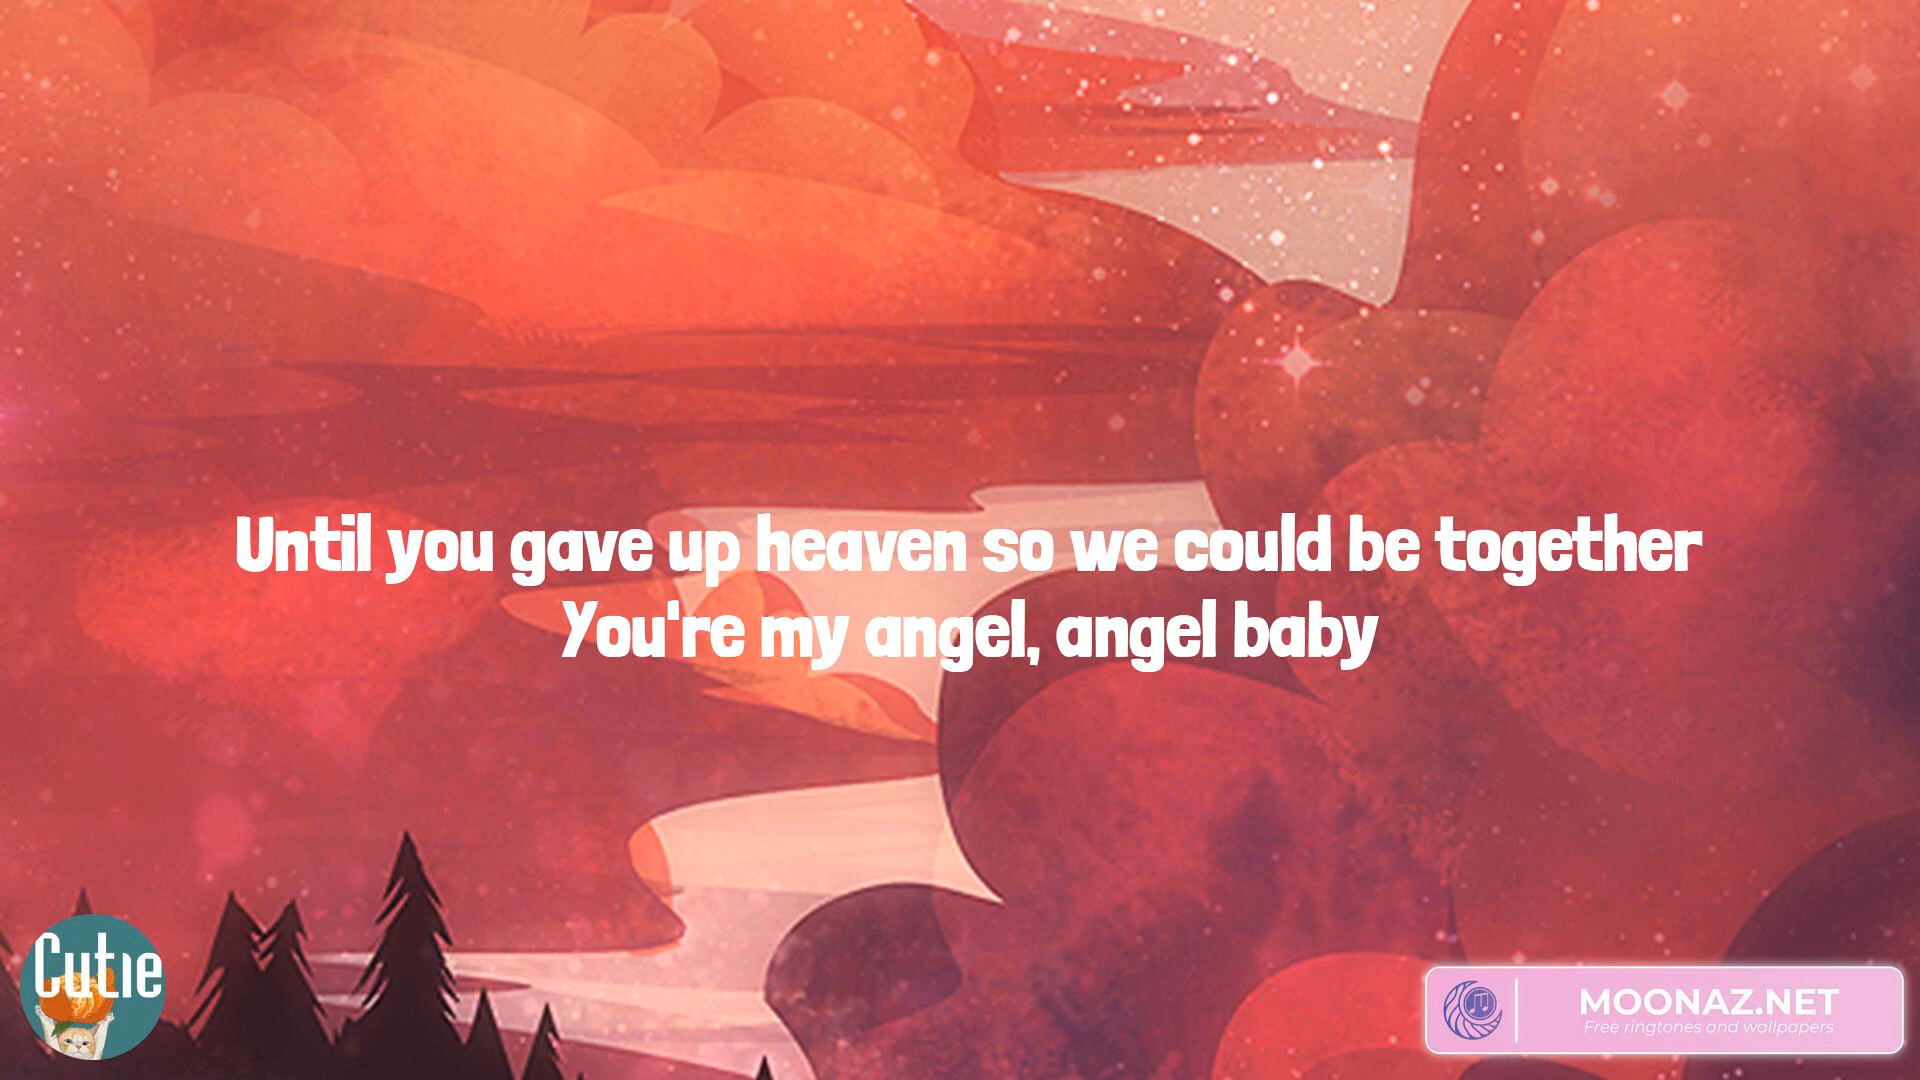 Until you gave up heaven so we could be together
You're my angel, angel baby
Cutie
MOONAZ.NET
Free ringtones and wallpapers